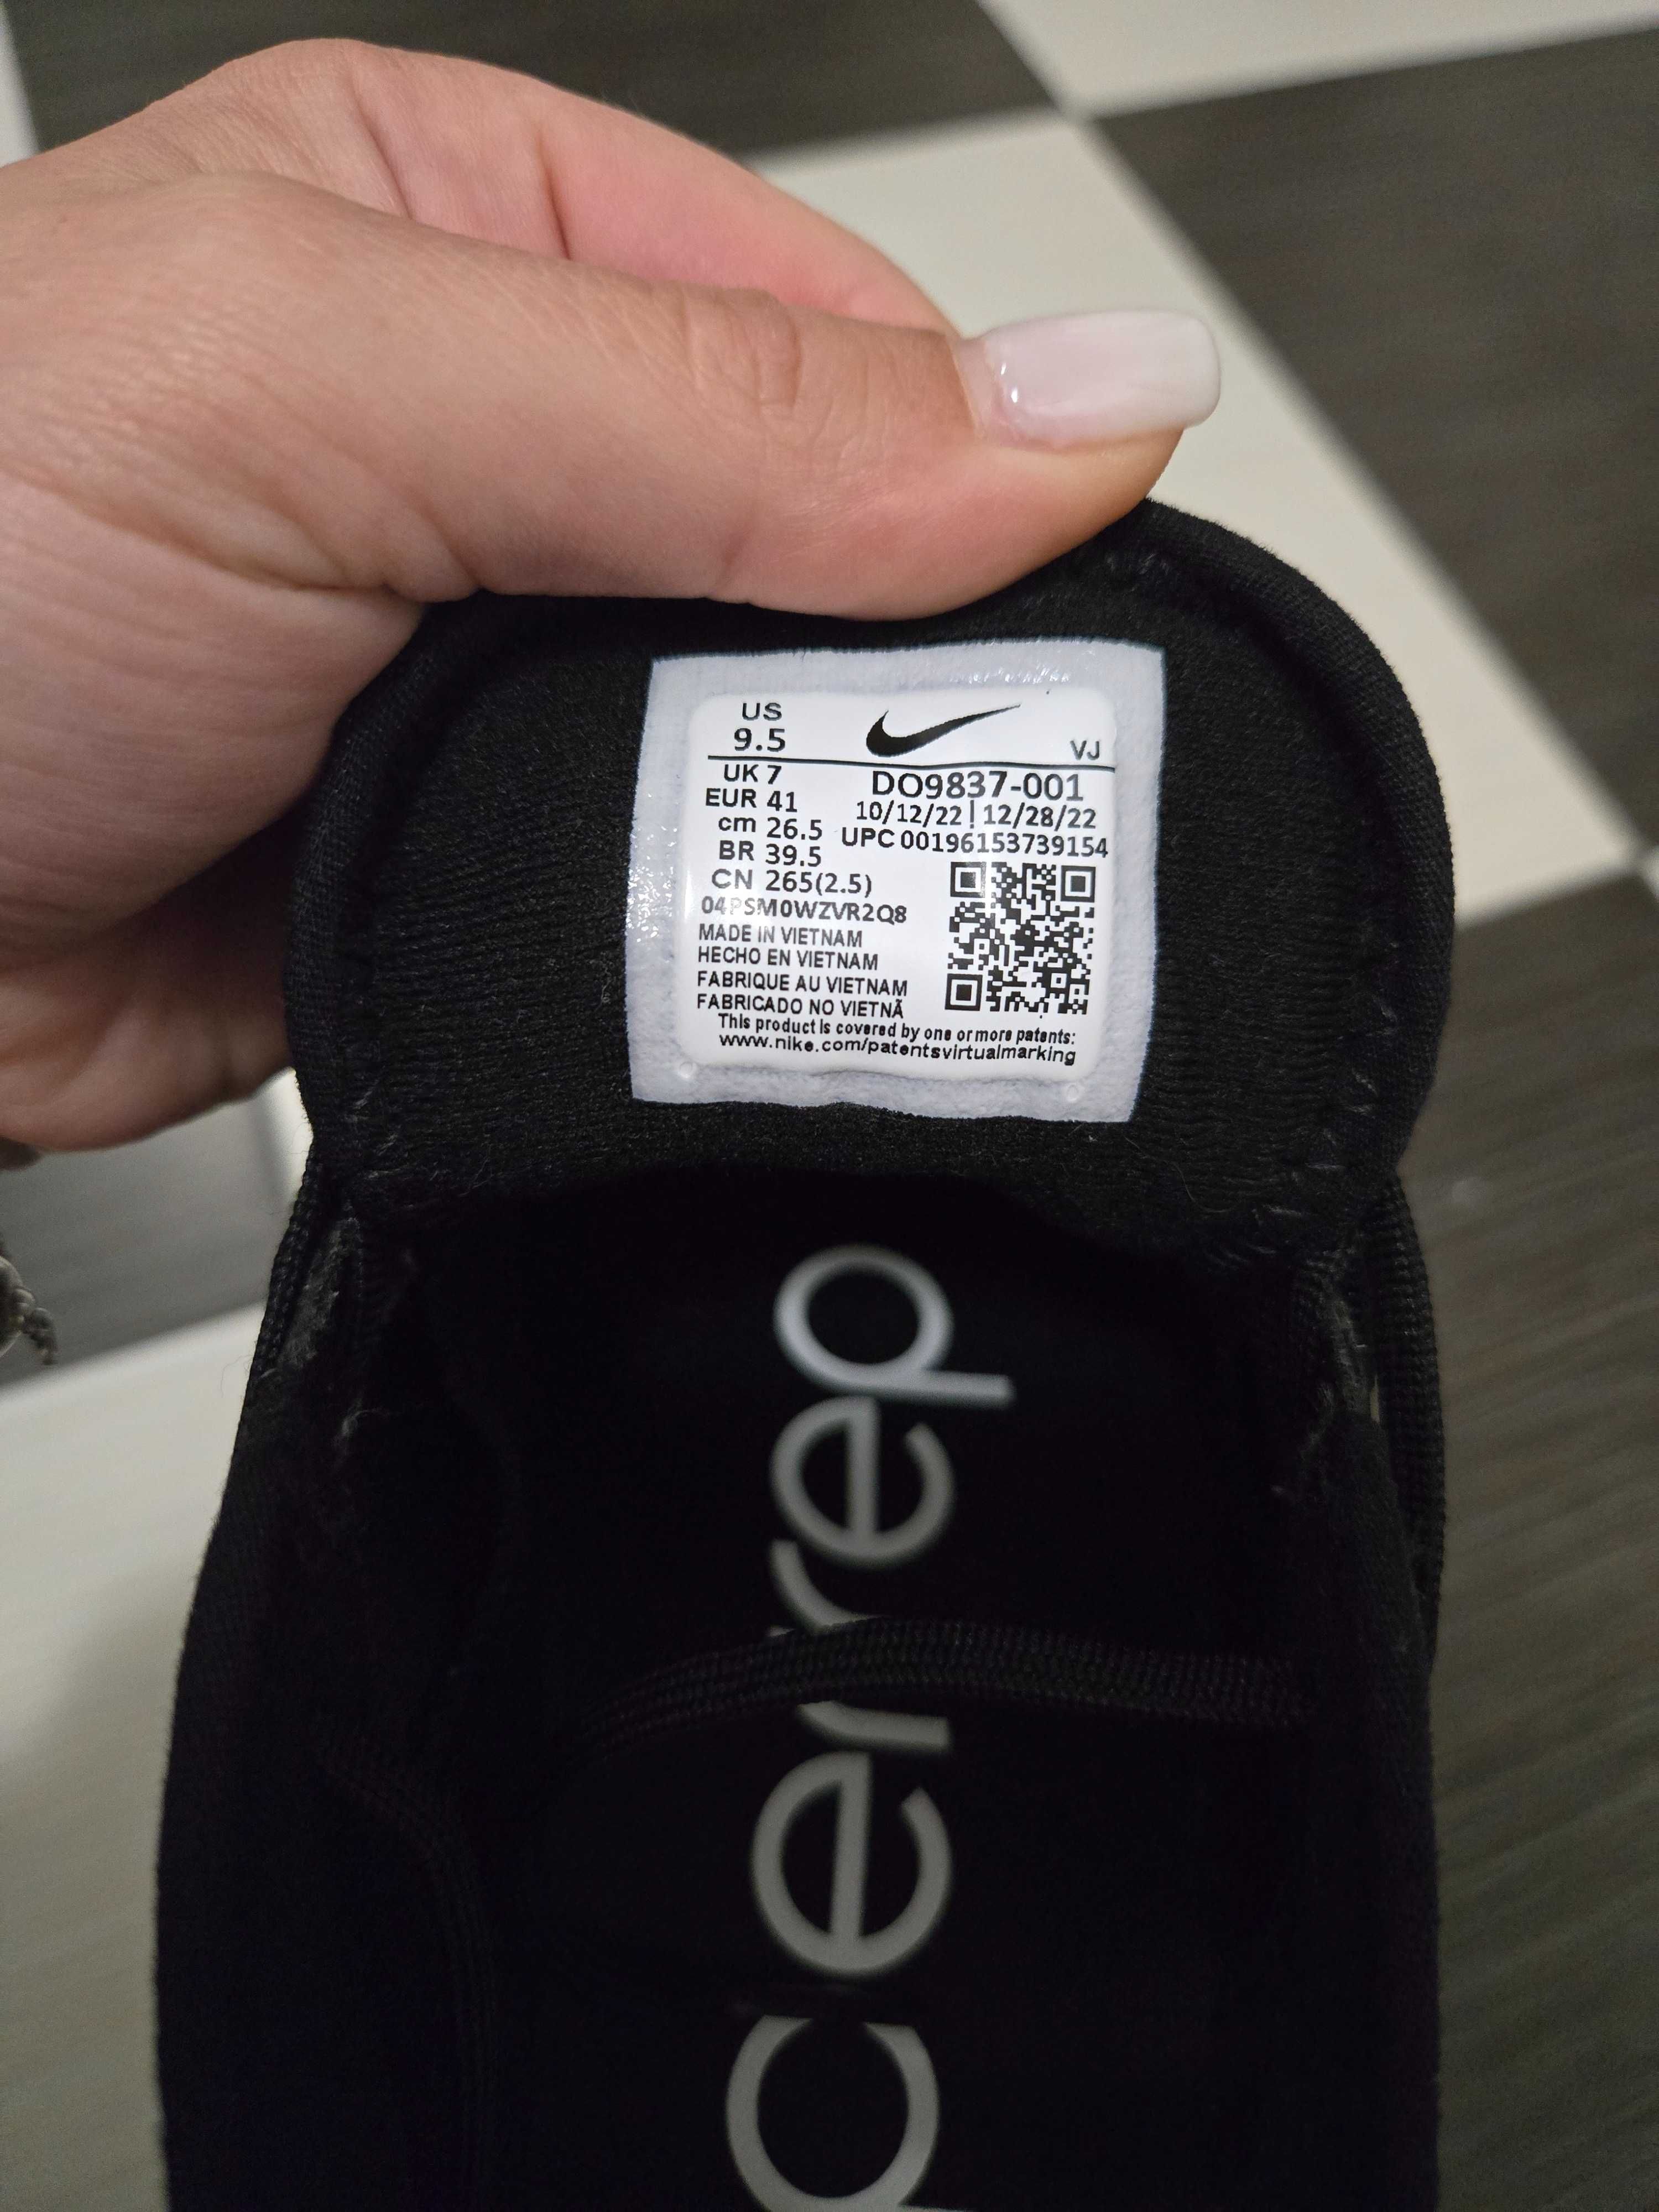 US
9.5
VJ
UK 7
DO9837-001
EUR 41
10/12/22 | 12/28/22
cm 26.5
UPC 00196153739154
BR 39.5
CN 265(2.5)
04PSM0WZVR2Q8
MADE IN VIETNAM
HECHO EN VIETNAM
FABRIQUE AU VIETNAM
FABRICADO NO VIETNÃ
This product is covered by one or more patents:
www.nike.com/patentsvirtualmarking
cierrep